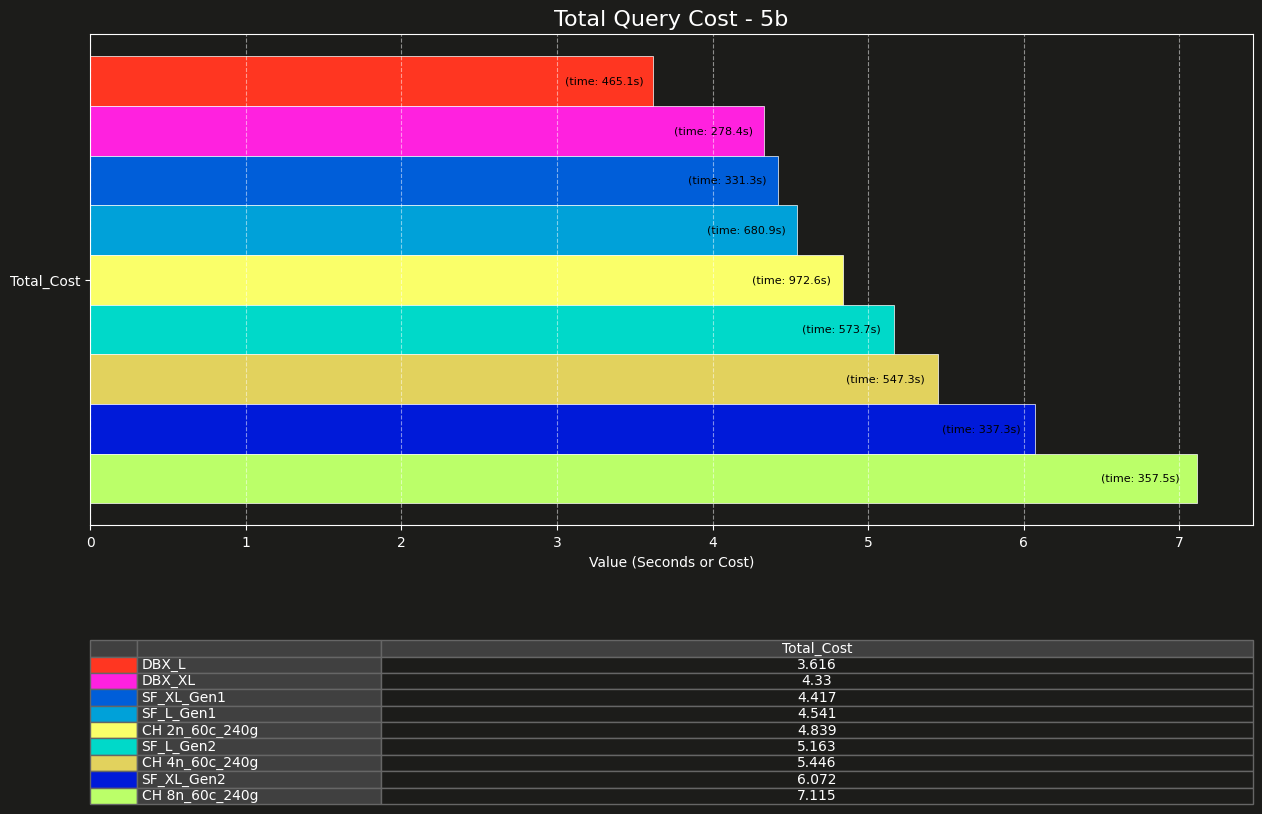 Total Query Cost - 5b
(time: 465.1s)
(time: 278.4s)
(time: 331.3s)
(time: 680.9s)
Total_Cost
(time: 972.6s)
(time: 573.7s)
(time: 547.3s)
(time: 337.3s)
(time: 357.5s)
0 1 2 3 4 5 6 7
Value (Seconds or Cost)
Total_Cost
DBX_L 3.616
DBX_XL 4.33
SF_XL_Gen1 4.417
SF_L_Gen1 4.541
CH 2n_60c_240g 4.839
SF_L_Gen2 5.163
CH 4n_60c_240g 5.446
SF_XL_Gen2 6.072
CH 8n_60c_240g 7.115